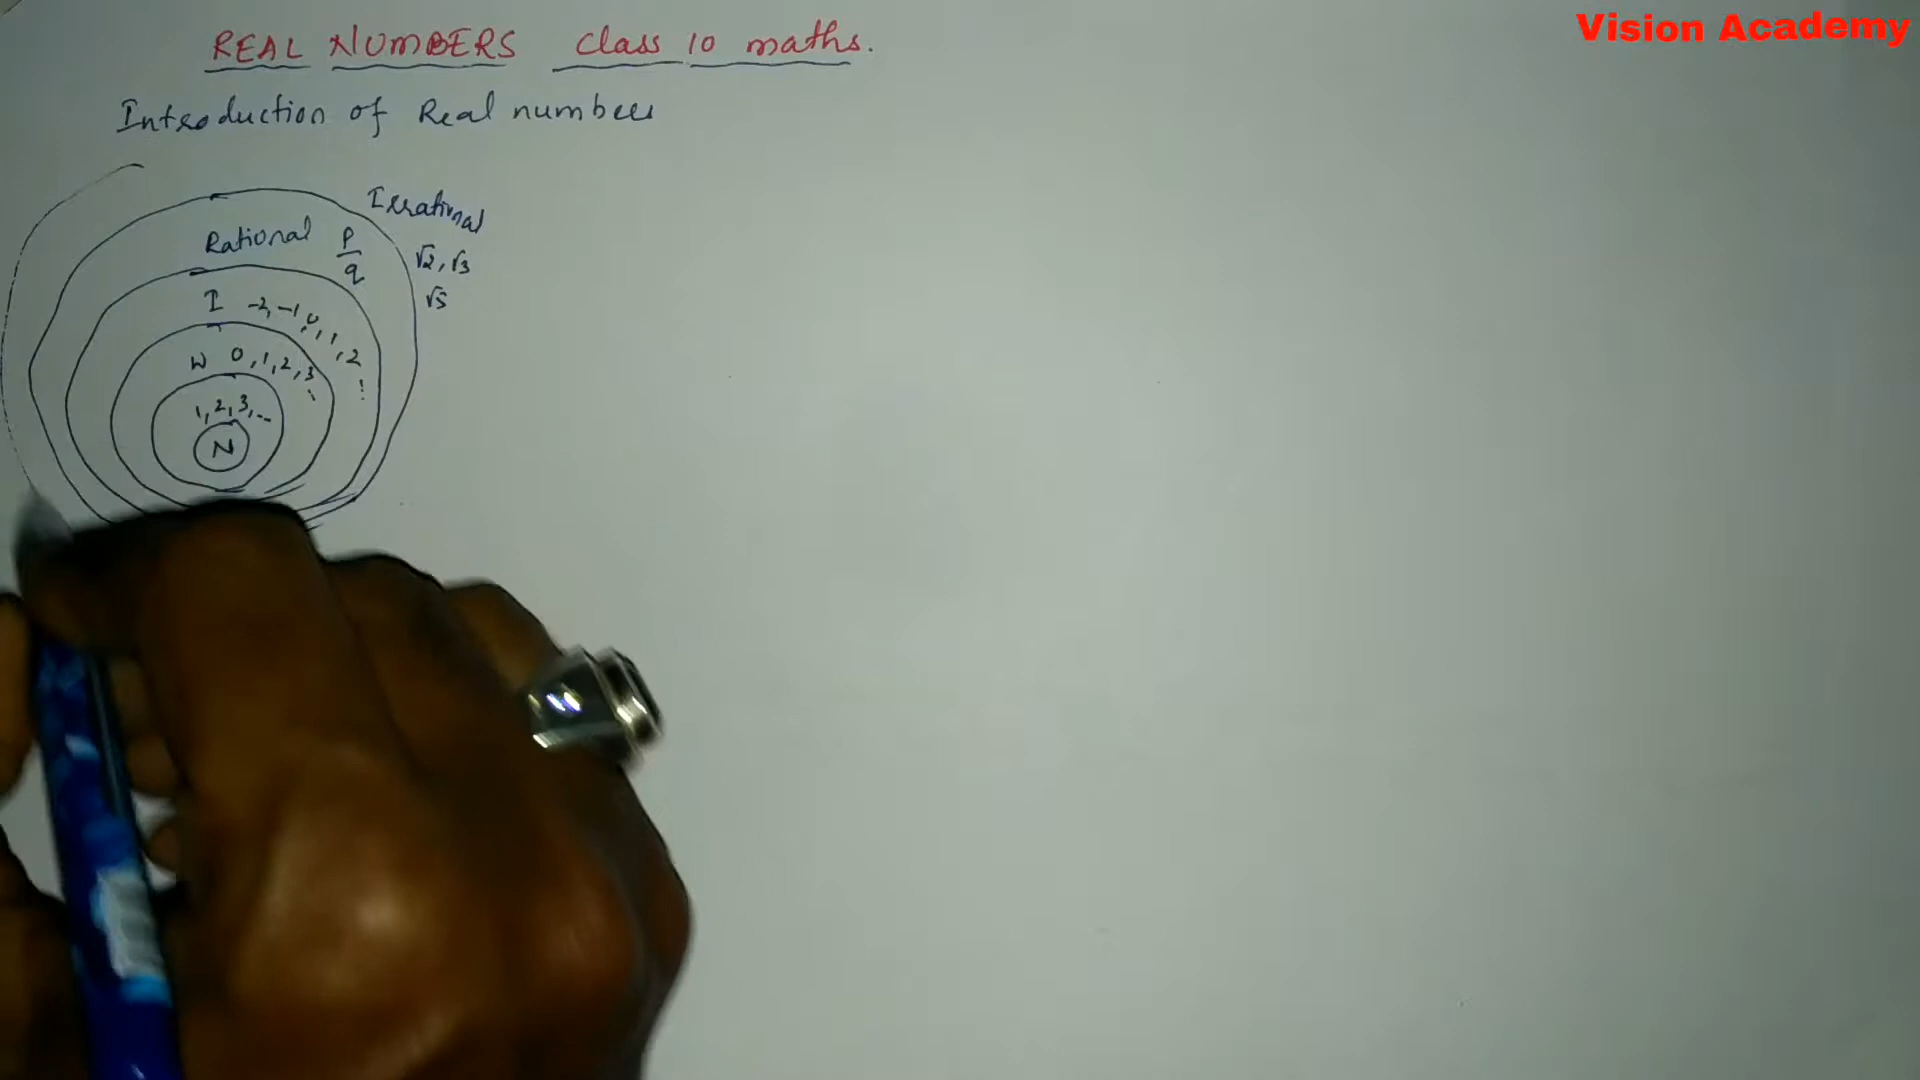 Vision Academy
REAL NUMBERS Class 10 maths.
Introduction of Real numbers
Irrational
Rational p/q
√2, √3
√5
I -2, -1, 0, 1, 2 ...
W 0, 1, 2, 3 ...
1, 2, 3, ...
N